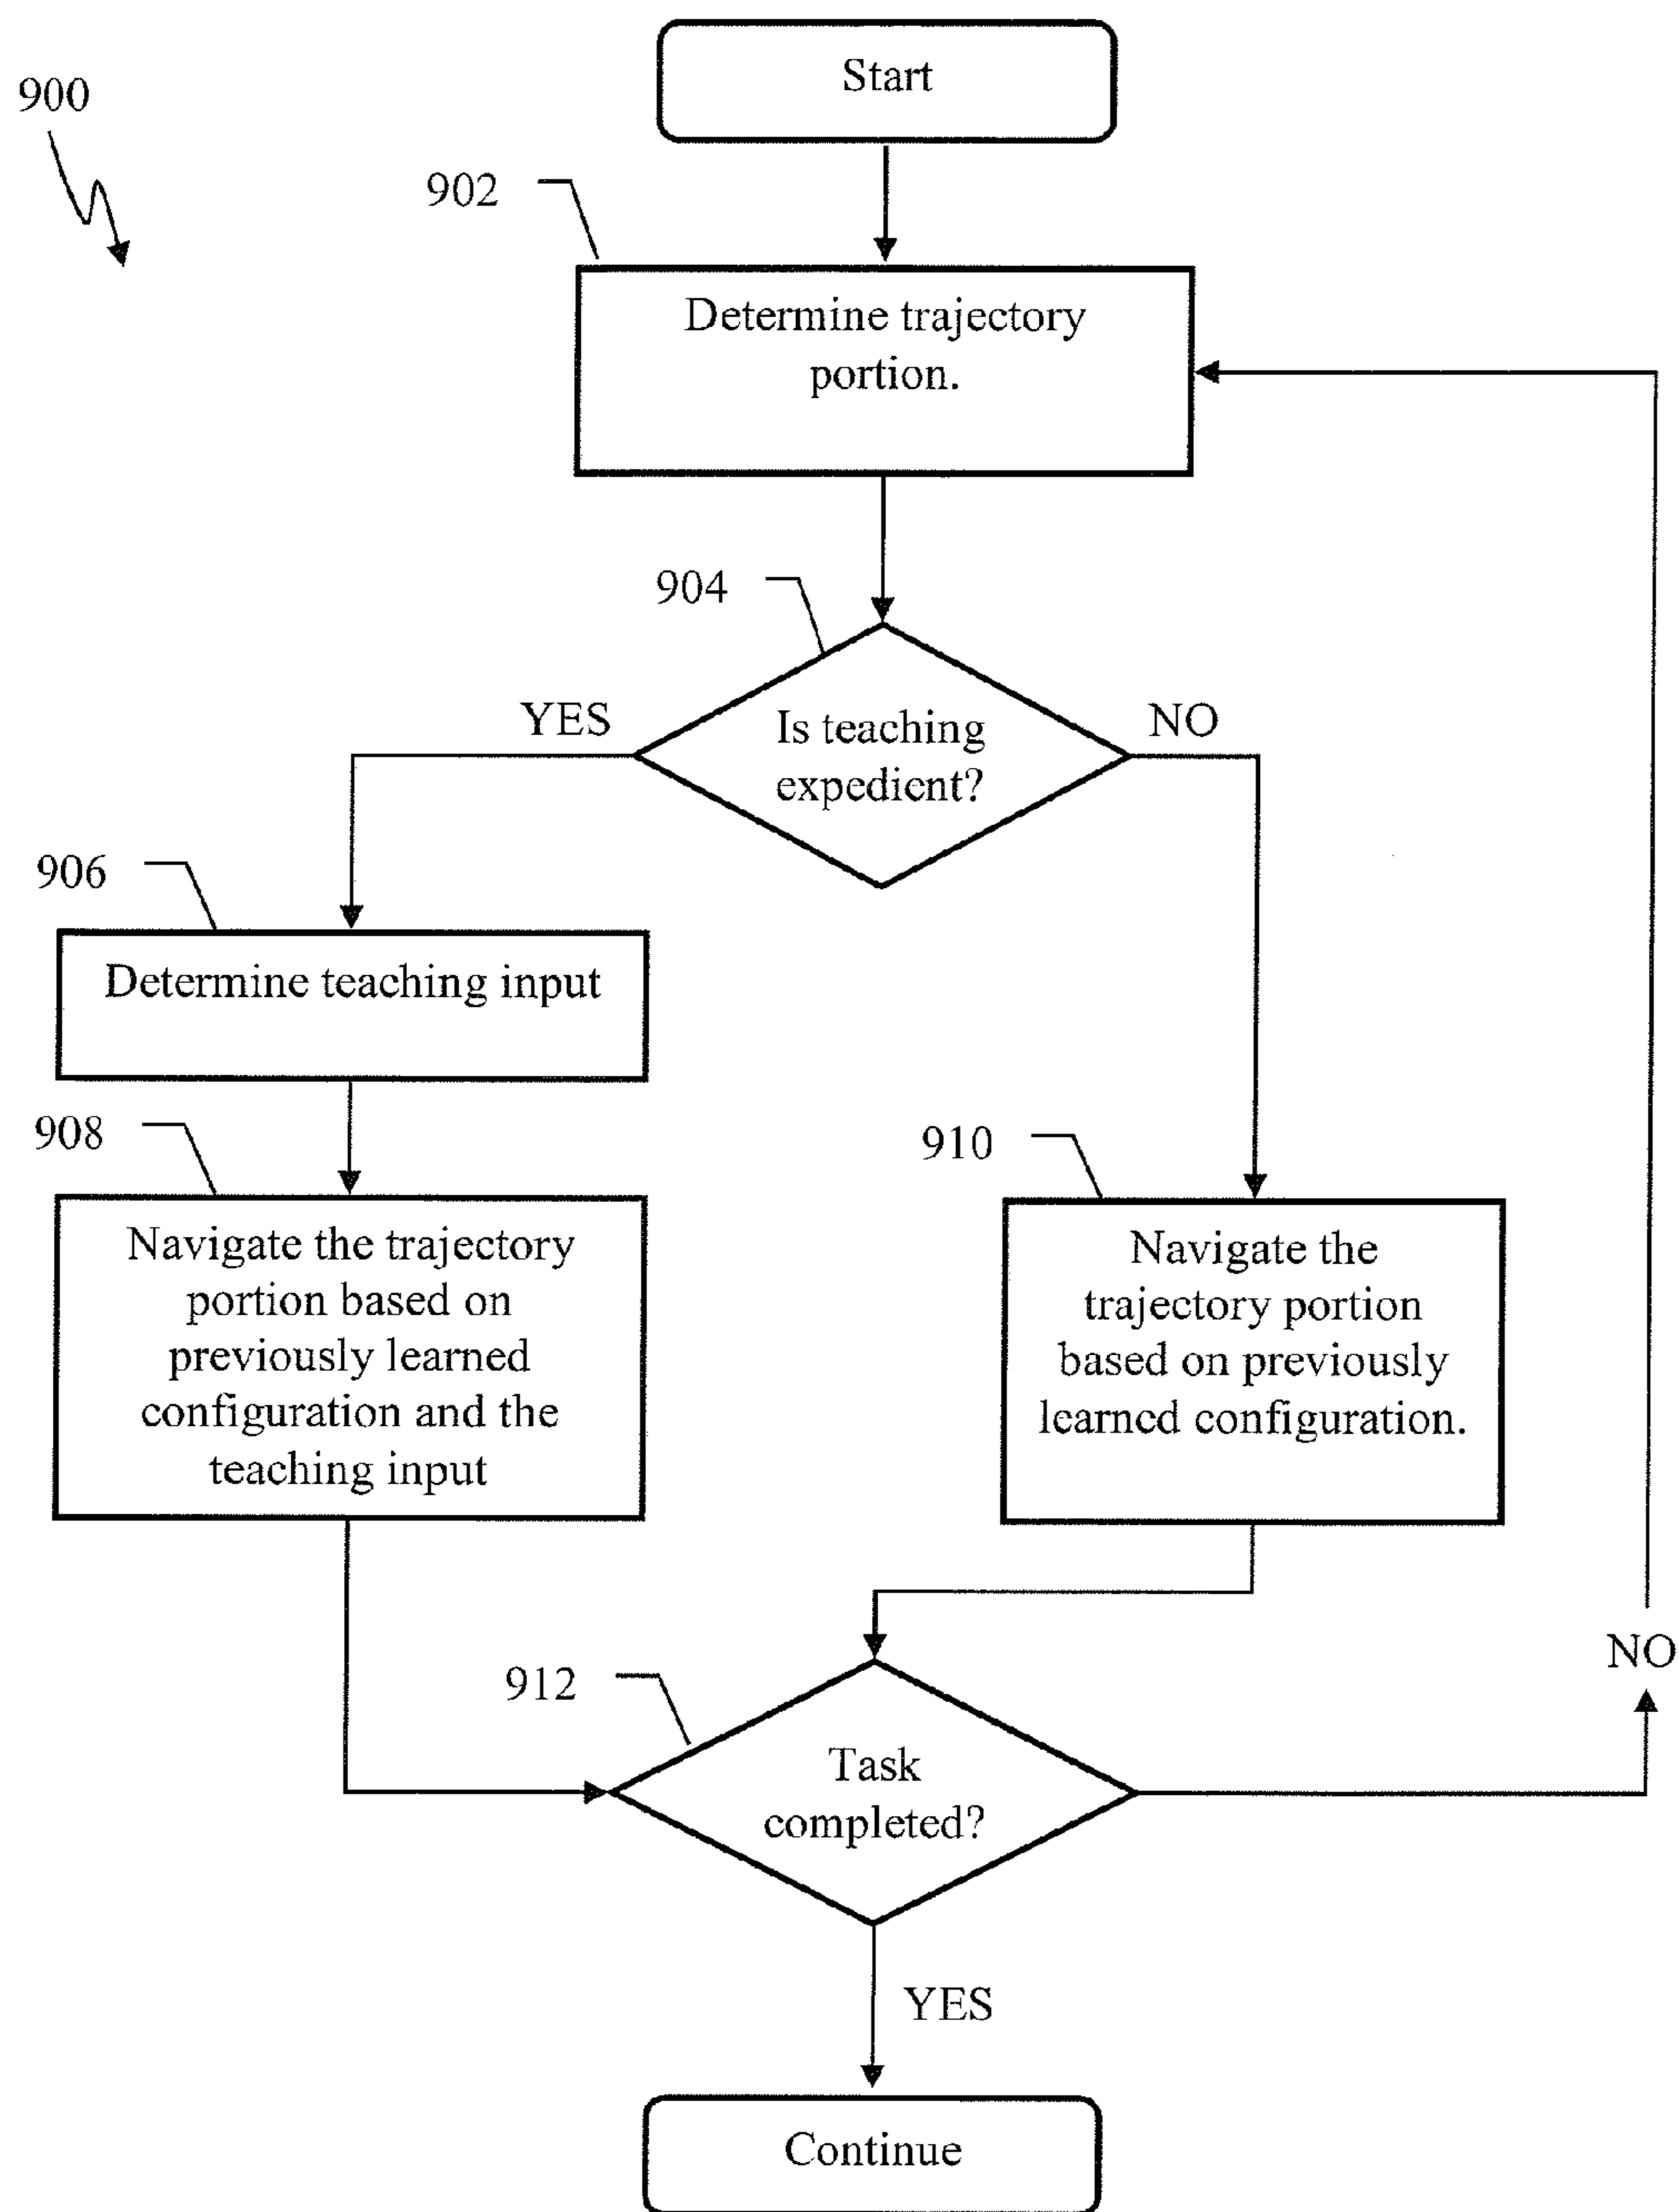 Start
900
902
Determine trajectory
portion.
904
YES
NO
Is teaching
expedient?
906
Determine teaching input
908
910
Navigate the trajectory
portion based on
previously learned
configuration and the
teaching input
Navigate the
trajectory portion
based on previously
learned configuration.
NO
912
Task
completed?
YES
Continue